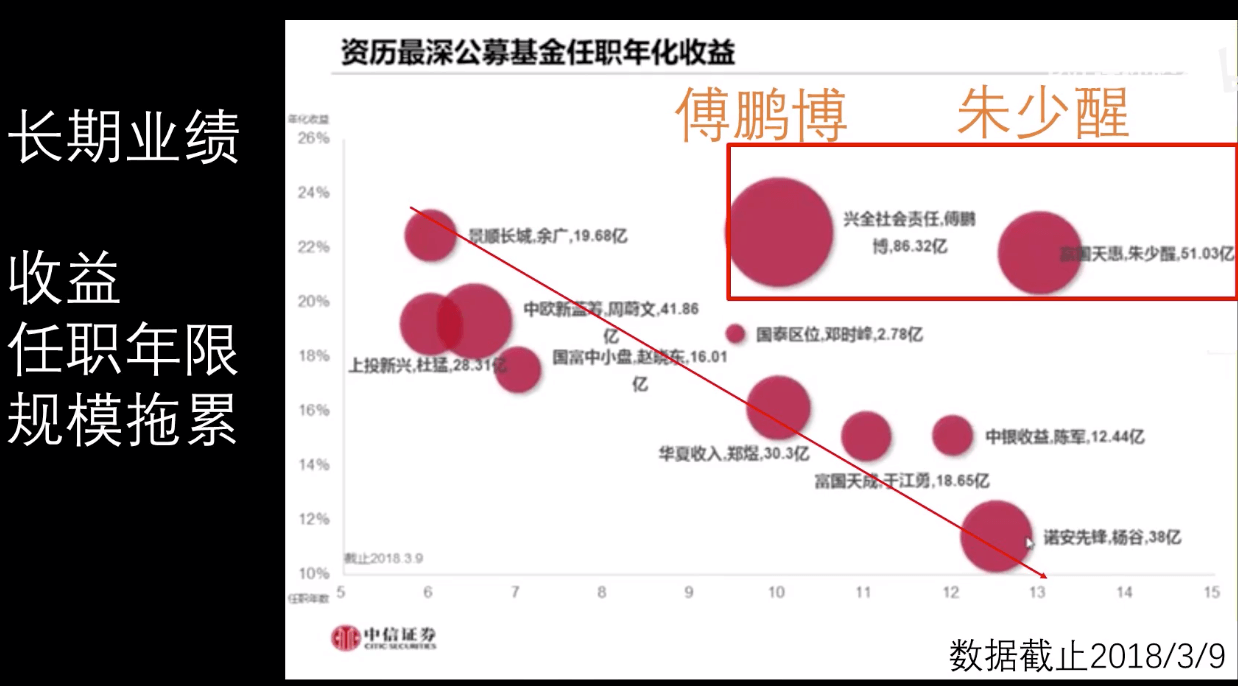 资历最深公募基金任职年化收益
长期业绩
收益
任职年限
规模拖累
傅鹏博
朱少醒
年化收益
26%
24%
22%
20%
18%
16%
14%
12%
10%
景顺长城,余广,19.68亿
兴全社会责任,傅鹏
博,86.32亿
富国天惠,朱少醒,51.03亿
中欧新蓝筹,周蔚文,41.86
亿
国泰区位,邓时峰,2.78亿
上投新兴,杜猛,28.31亿
国富中小盘,赵晓东,16.01
亿
华夏收入,郑煜,30.3亿
中银收益,陈军,12.44亿
富国天成,于江勇,18.65亿
诺安先锋,杨谷,38亿
截止2018.3.9
任职年数
5 6 7 8 9 10 11 12 13 14 15
中信证券
CITIC SECURITIES
数据截止2018/3/9